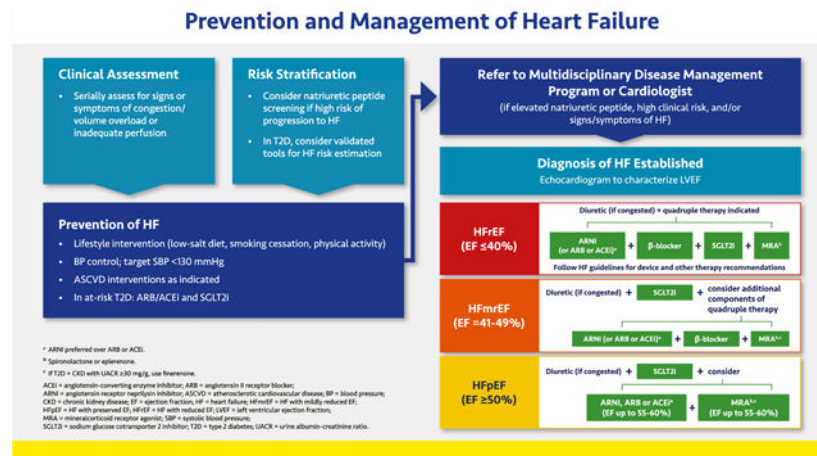 Prevention and Management of Heart Failure
Clinical Assessment
• Serially assess for signs or
symptoms of congestion/
volume overload or
inadequate perfusion
Risk Stratification
• Consider natriuretic peptide
screening if high risk of
progression to HF
• In T2D, consider validated
tools for HF risk estimation
Prevention of HF
• Lifestyle intervention (low-salt diet, smoking cessation, physical activity)
• BP control; target SBP <130 mmHg
• ASCVD interventions as indicated
• In at-risk T2D: ARB/ACEi and SGLT2i
Refer to Multidisciplinary Disease Management
Program or Cardiologist
(if elevated natriuretic peptide, high clinical risk, and/or
signs/symptoms of HF)
Diagnosis of HF Established
Echocardiogram to characterize LVEF
HFrEF
(EF ≤40%)
Diuretic (if congested) + quadruple therapy indicated
ARNI
(or ARB or ACEi)ᵃ
+ β-blocker + SGLT2i + MRAᵇ
Follow HF guidelines for device and other therapy recommendations
HFmrEF
(EF =41-49%)
Diuretic (if congested) + SGLT2i + consider additional
components of
quadruple therapy
ARNI (or ARB or ACEi)ᵃ + β-blocker + MRAᵇ,ᶜ
HFpEF
(EF ≥50%)
Diuretic (if congested) + SGLT2i + consider
ARNI, ARB or ACEiᵃ
(EF up to 55-60%)
+ MRAᵇ,ᶜ
(EF up to 55-60%)
ᵃ ARNI preferred over ARB or ACEi.
ᵇ Spironolactone or eplerenone.
ᶜ If T2D + CKD with UACR ≥30 mg/g, use finerenone.
ACEI = angiotensin-converting enzyme inhibitor; ARB = angiotensin II receptor blocker;
ARNI = angiotensin receptor neprilysin inhibitor; ASCVD = atherosclerotic cardiovascular disease; BP = blood pressure;
CKD = chronic kidney disease; EF = ejection fraction; HF = heart failure; HFmrEF = HF with mildly reduced EF;
HFpEF = HF with preserved EF; HFrEF = HF with reduced EF; LVEF = left ventricular ejection fraction;
MRA = mineralcorticoid receptor agonist; SBP = systolic blood pressure;
SGLT2i = sodium glucose cotransporter 2 inhibitor; T2D = type 2 diabetes; UACR = urine albumin-creatinine ratio.